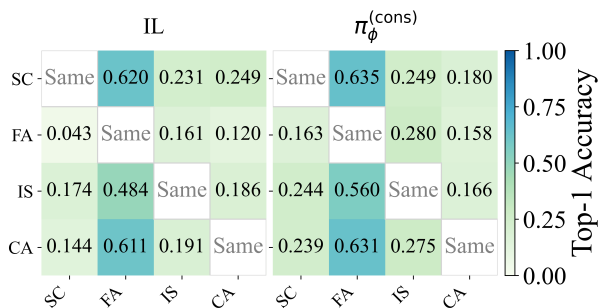 IL
π_ϕ^(cons)
SC Same 0.620 0.231 0.249 Same 0.635 0.249 0.180
FA 0.043 Same 0.161 0.120 0.163 Same 0.280 0.158
IS 0.174 0.484 Same 0.186 0.244 0.560 Same 0.166
CA 0.144 0.611 0.191 Same 0.239 0.631 0.275 Same
SC FA IS CA SC FA IS CA
1.00
0.75
0.50
0.25
0.00
Top-1 Accuracy